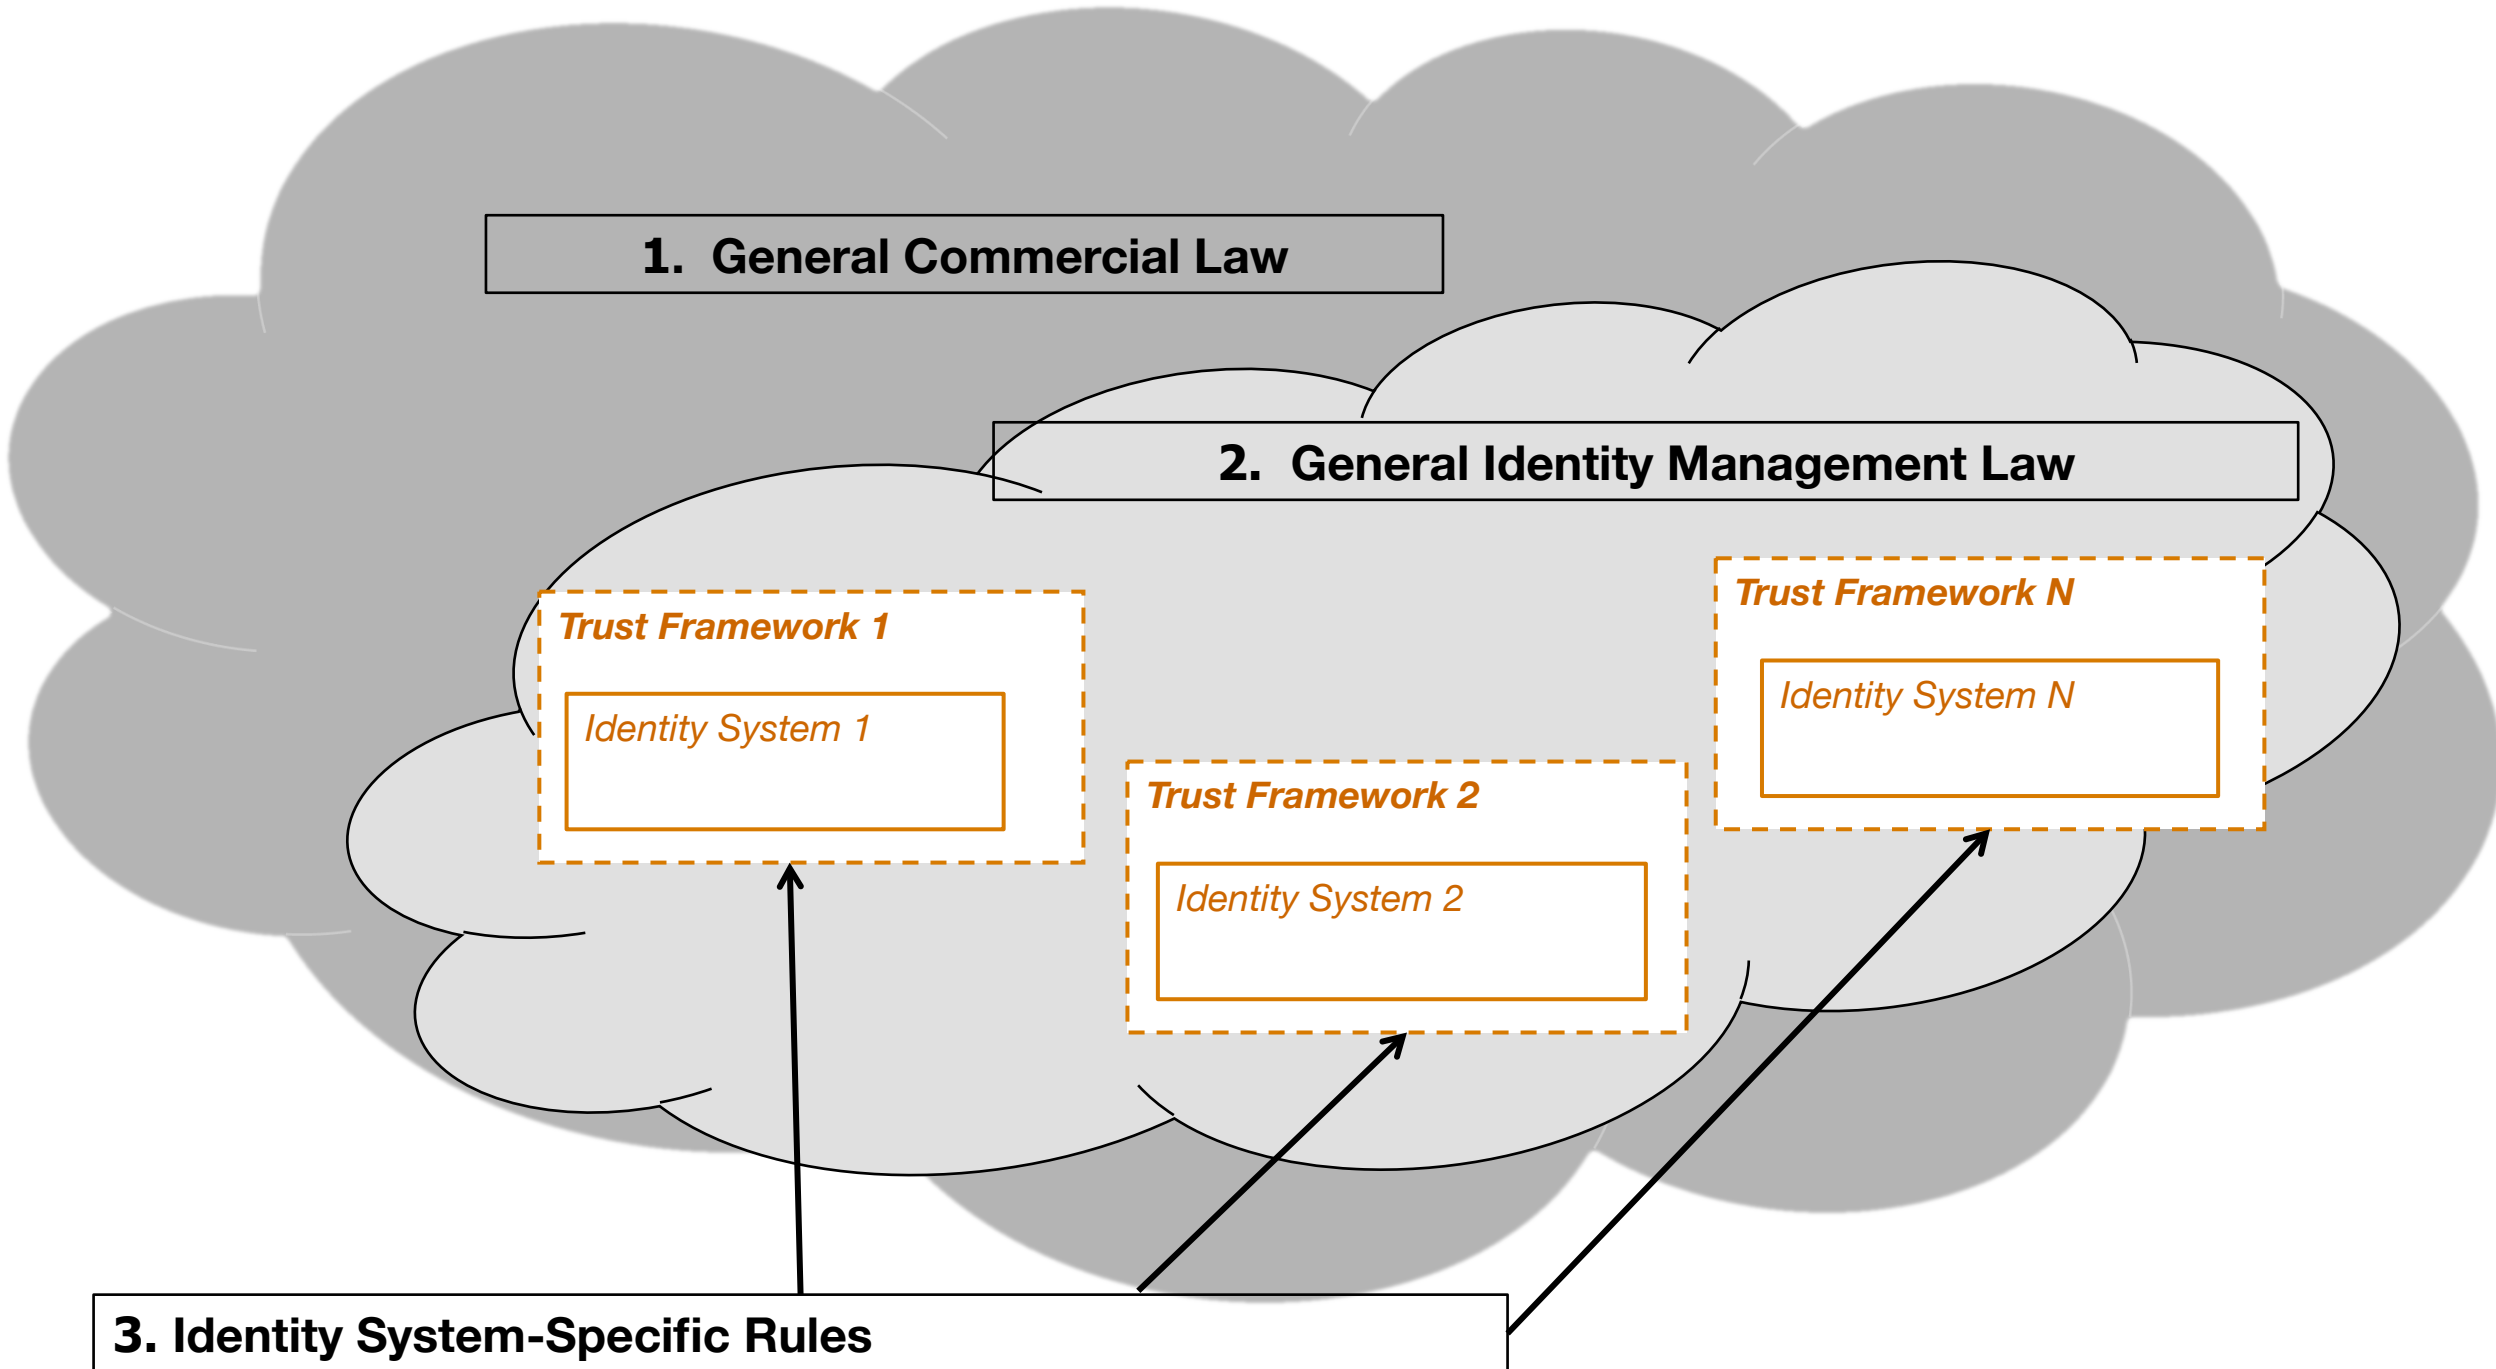 1. General Commercial Law
2. General Identity Management Law
Trust Framework 1
Identity System 1
Trust Framework 2
Identity System 2
Trust Framework N
Identity System N
3. Identity System-Specific Rules